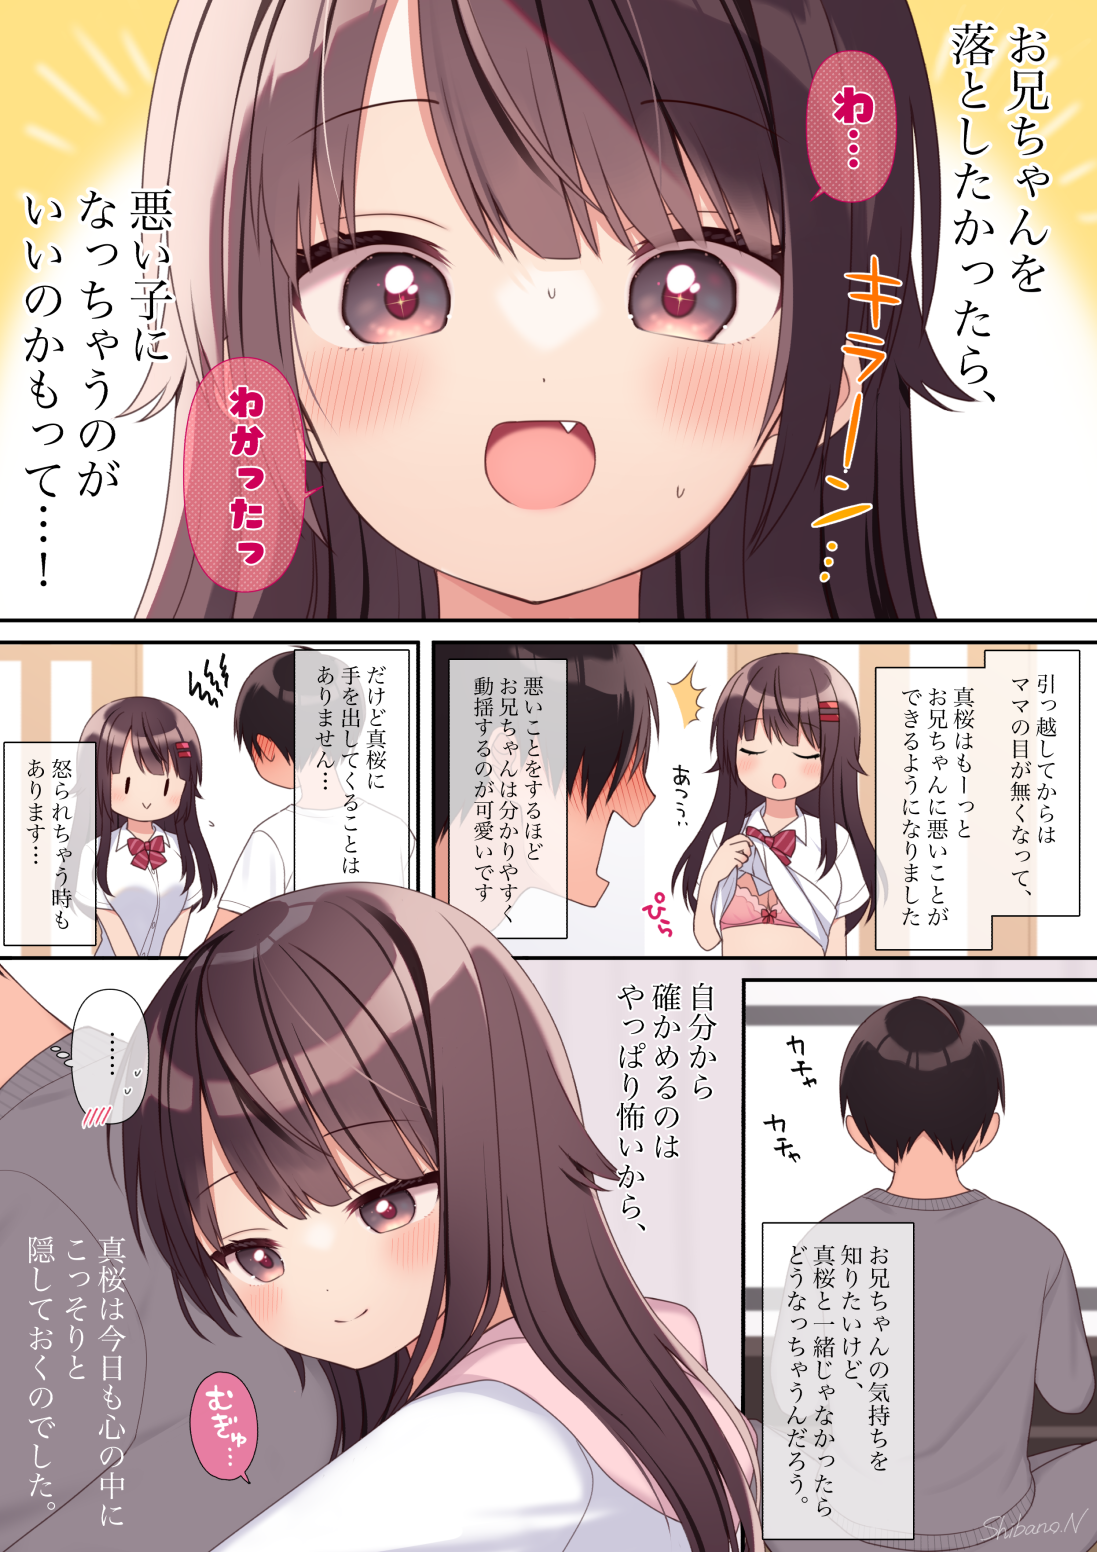 お兄ちゃんを
落としたかったら、
わ…
キラーン…
悪い子に
なっちゃうのが
いいのかもって……！
わかったっ
引っ越してからは
ママの目が無くなって、
真桜はもーっと
お兄ちゃんに悪いことが
できるようになりました
あつぅ…
ぴら
悪いことをするほど
お兄ちゃんは分かりやすく
動揺するのが可愛いです
だけど真桜に
手を出してくることは
ありません…
怒られちゃう時も
あります…
カチャ
カチャ
お兄ちゃんの気持ちを
知りたいけど、
真桜と一緒じゃなかったら
どうなっちゃうんだろう。
自分から
確かめるのは
やっぱり怖いから、
……
むぎゅ…
真桜は今日も心の中に
こっそりと
隠しておくのでした。
Shibano.N